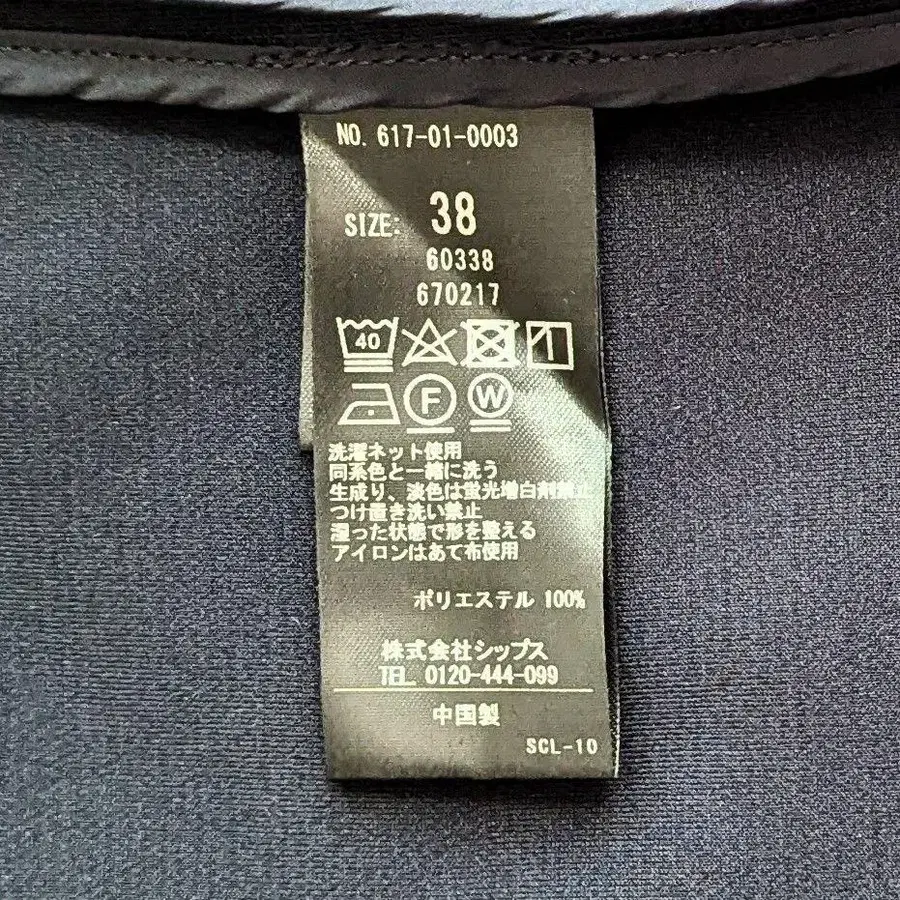 NO. 617-01-0003
SIZE: 38
60338
670217
40
F W
洗濯ネット使用
同系色と一緒に洗う
生成り、淡色は蛍光増白剤禁止
つけ置き洗い禁止
湿った状態で形を整える
アイロンはあて布使用
ポリエステル 100%
株式会社シップス
TEL 0120-444-099
中国製
SCL-10